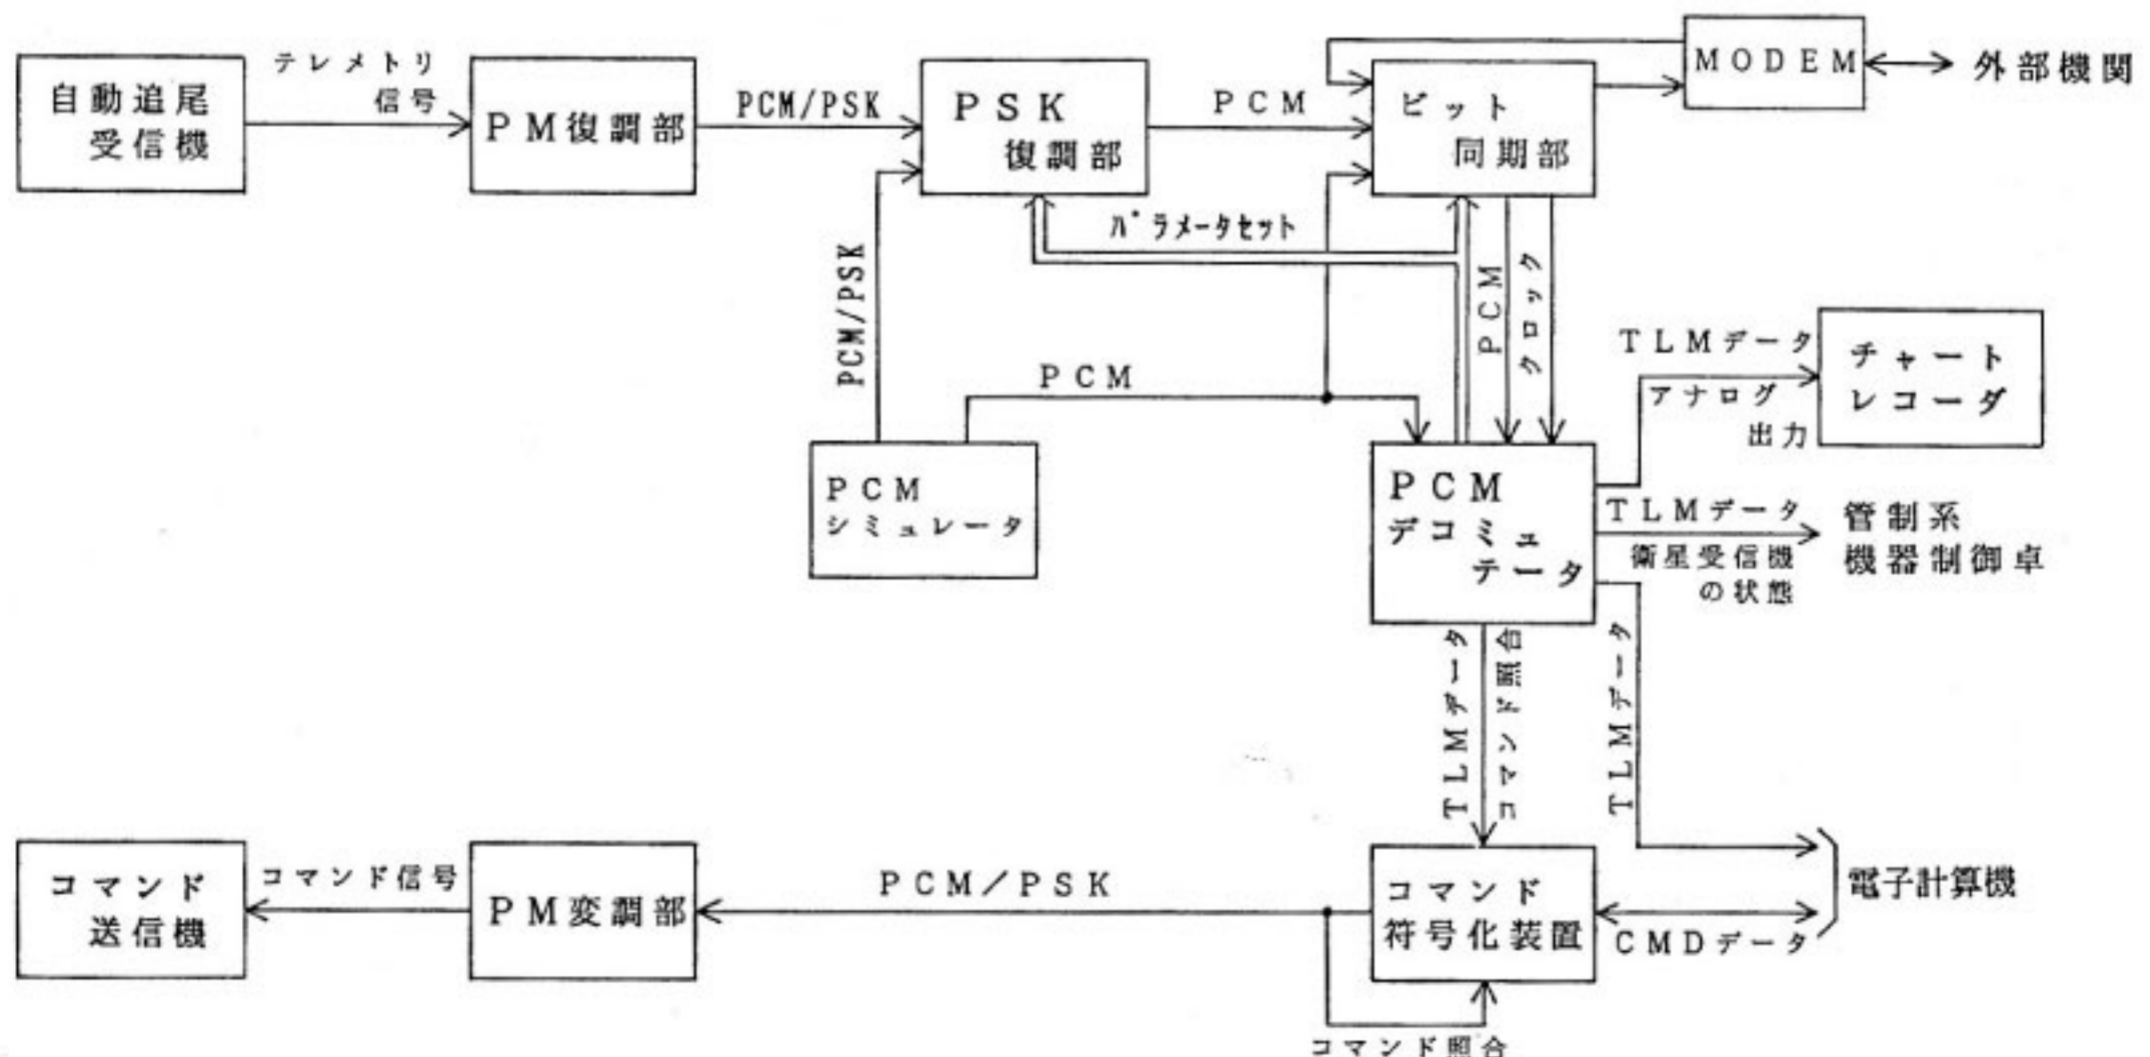 自動追尾
受信機
テレメトリ
信号
PM復調部
PCM/PSK
PSK
復調部
PCM
ビット
同期部
MODEM
外部機関
パラメータセット
PCM/PSK
PCM
クロック
PCM
PCM
シミュレータ
PCM
デコミュ
テータ
TLMデータ
アナログ
出力
チャート
レコーダ
TLMデータ
衛星受信機
の状態
管制系
機器制御卓
TLMデータ
コマンド照合
TLMデータ
コマンド
送信機
コマンド信号
PM変調部
PCM/PSK
コマンド
符号化装置
CMDデータ
電子計算機
コマンド照合